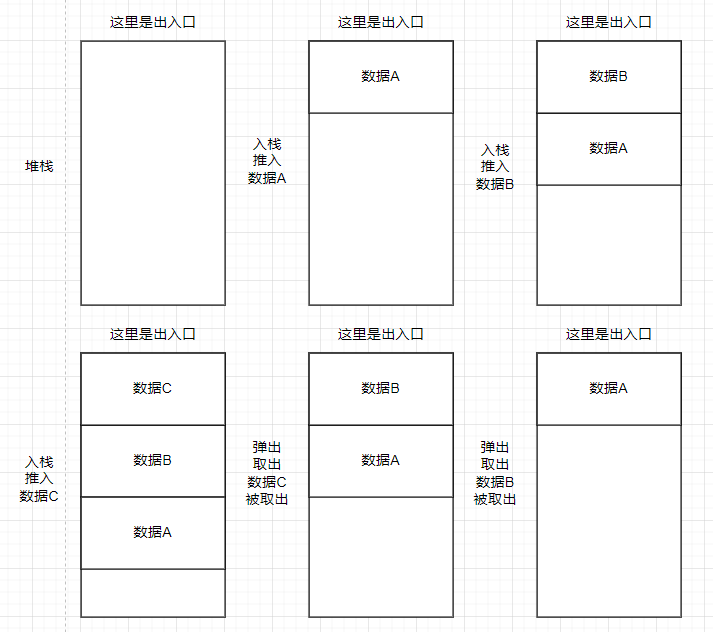 这里是出入口
这里是出入口
这里是出入口
堆栈
入栈
推入
数据A
数据A
入栈
推入
数据B
数据B
数据A
这里是出入口
这里是出入口
这里是出入口
入栈
推入
数据C
数据C
数据B
数据A
弹出
取出
数据C
被取出
数据B
数据A
弹出
取出
数据B
被取出
数据A